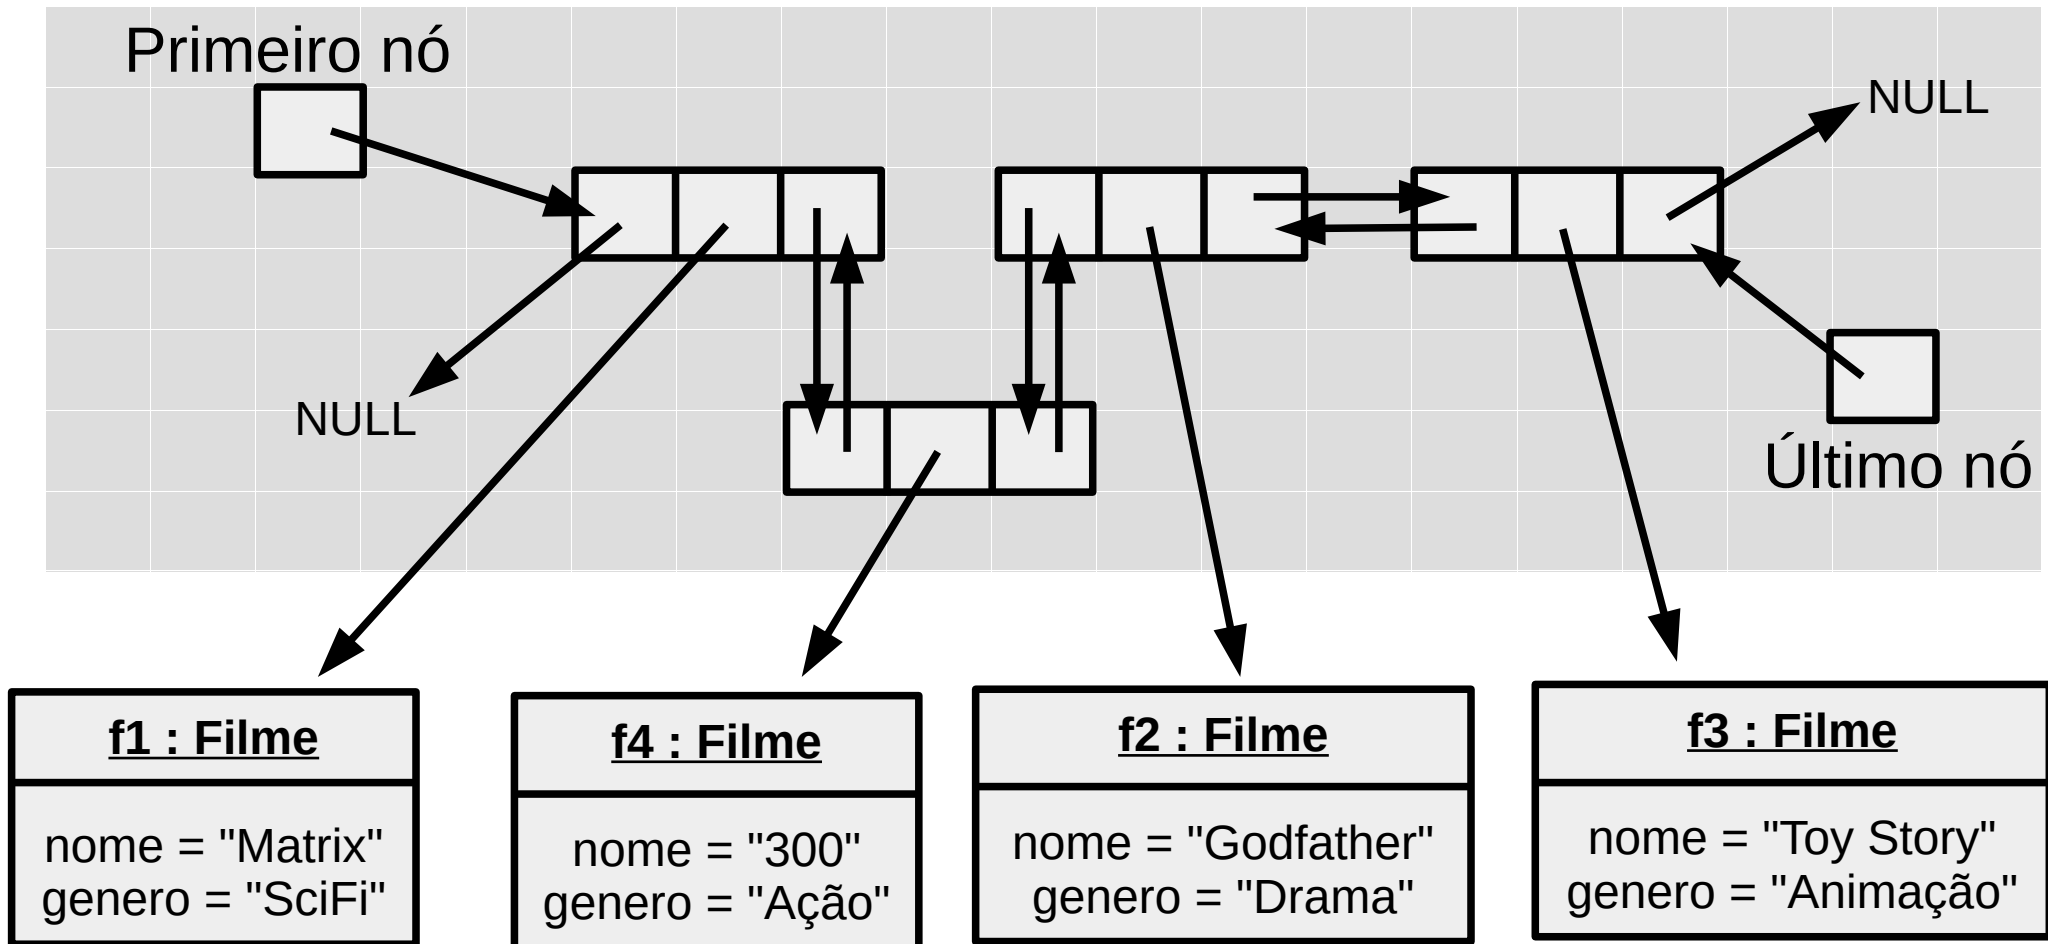 Primeiro nó
NULL
NULL
Último nó
f1 : Filme
nome = "Matrix"
genero = "SciFi"
f4 : Filme
nome = "300"
genero = "Ação"
f2 : Filme
nome = "Godfather"
genero = "Drama"
f3 : Filme
nome = "Toy Story"
genero = "Animação"